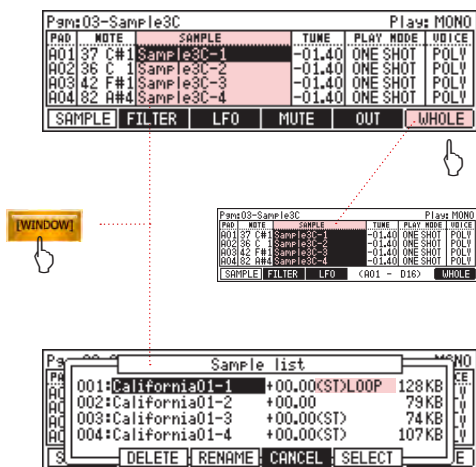 Pgm:03-Sample3C Play: MONO
PAD NOTE SAMPLE TUNE PLAY MODE VOICE
A01 37 C#1 Sample3C-1 -01.40 ONE SHOT POLY
A02 36 C 1 Sample3C-2 -01.40 ONE SHOT POLY
A03 42 F#1 Sample3C-3 -01.40 ONE SHOT POLY
A04 82 A#4 Sample3C-4 -01.40 ONE SHOT POLY
SAMPLE FILTER LFO MUTE OUT WHOLE
[WINDOW]
Pgm:03-Sample3C Play: MONO
PAD NOTE SAMPLE TUNE PLAY MODE VOICE
A01 37 C#1 Sample3C-1 -01.40 ONE SHOT POLY
A02 36 C 1 Sample3C-2 -01.40 ONE SHOT POLY
A03 42 F#1 Sample3C-3 -01.40 ONE SHOT POLY
A04 82 A#4 Sample3C-4 -01.40 ONE SHOT POLY
SAMPLE FILTER LFO (A01 - D16) WHOLE
Sample list
001:California01-1 +00.00(ST)LOOP 128KB
002:California01-2 +00.00 79KB
003:California01-3 +00.00(ST) 74KB
004:California01-4 +00.00(ST) 107KB
DELETE RENAME CANCEL SELECT